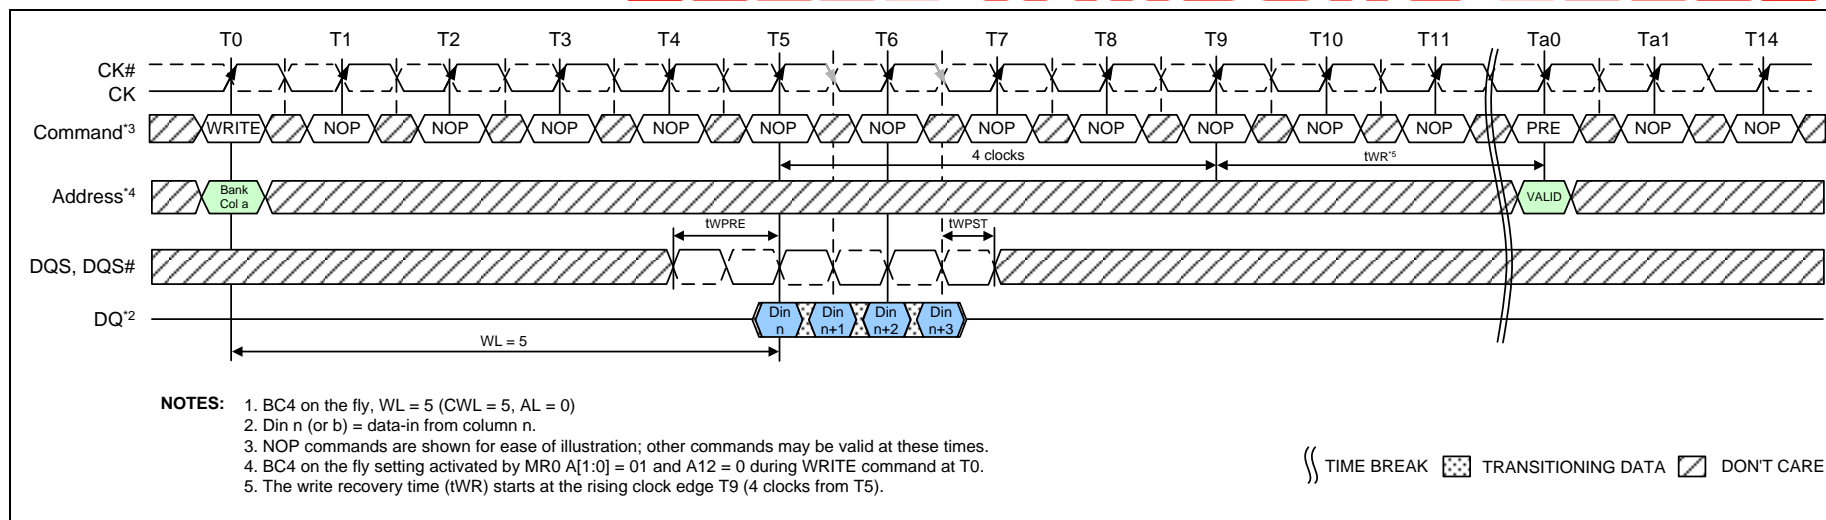 T0 T1 T2 T3 T4 T5 T6 T7 T8 T9 T10 T11 Ta0 Ta1 T14
CK#
CK
Command*3 WRITE NOP NOP NOP NOP NOP NOP NOP NOP NOP NOP NOP PRE NOP NOP
4 clocks tWR*5
Address*4 Bank Col a VALID
tWPRE tWPST
DQS, DQS#
DQ*2 Din n Din n+1 Din n+2 Din n+3
WL = 5
NOTES: 1. BC4 on the fly, WL = 5 (CWL = 5, AL = 0)
2. Din n (or b) = data-in from column n.
3. NOP commands are shown for ease of illustration; other commands may be valid at these times.
4. BC4 on the fly setting activated by MR0 A[1:0] = 01 and A12 = 0 during WRITE command at T0.
5. The write recovery time (tWR) starts at the rising clock edge T9 (4 clocks from T5).
TIME BREAK TRANSITIONING DATA DON'T CARE